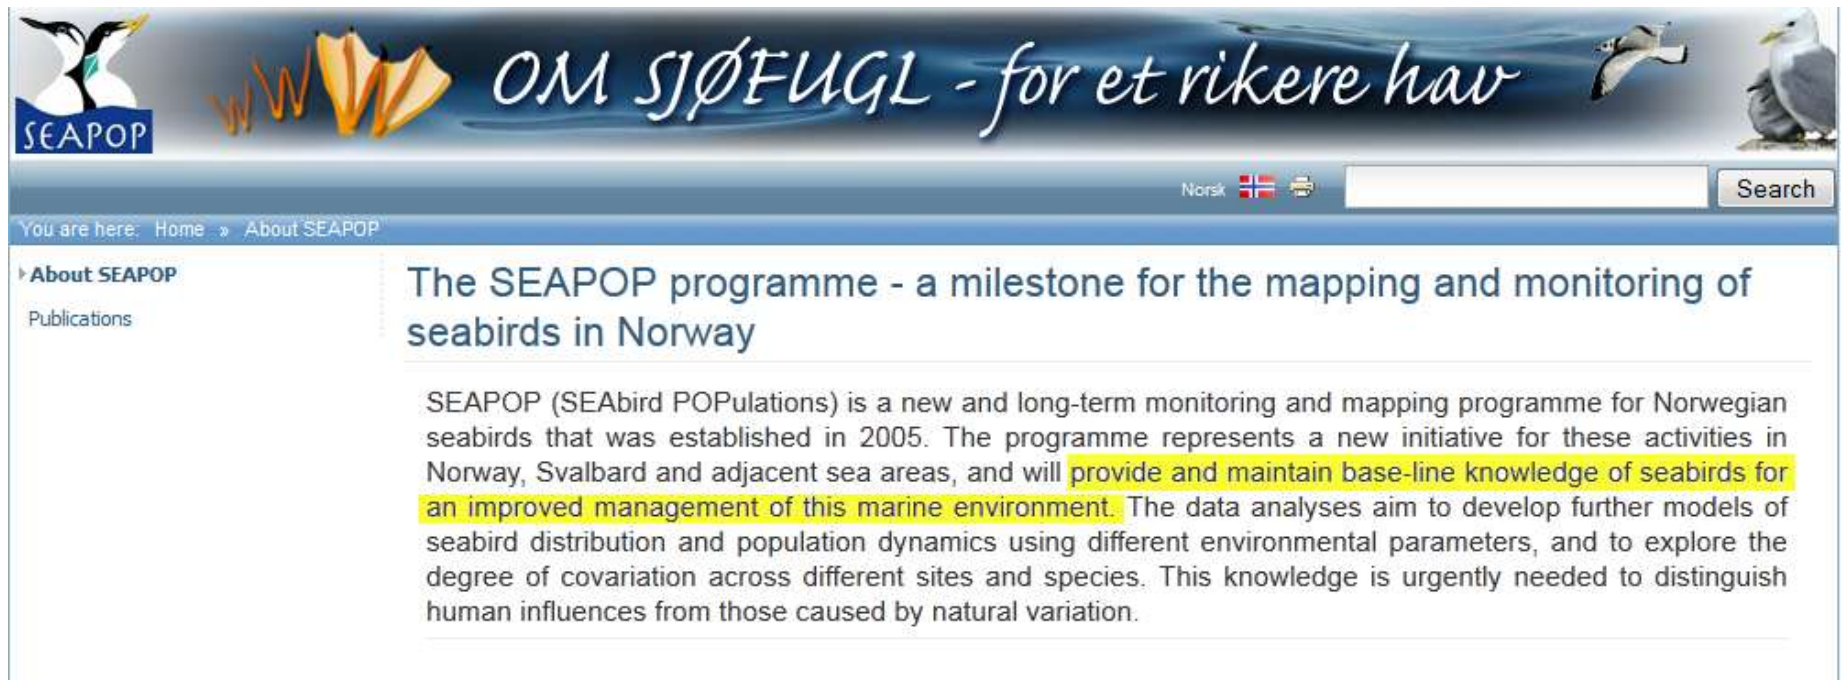 SEAPOP
WWW
OM SJØFUGL - for et rikere hav
Norsk
Search
You are here: Home » About SEAPOP
About SEAPOP
Publications
The SEAPOP programme - a milestone for the mapping and monitoring of
seabirds in Norway
SEAPOP (SEAbird POPulations) is a new and long-term monitoring and mapping programme for Norwegian
seabirds that was established in 2005. The programme represents a new initiative for these activities in
Norway, Svalbard and adjacent sea areas, and will provide and maintain base-line knowledge of seabirds for
an improved management of this marine environment. The data analyses aim to develop further models of
seabird distribution and population dynamics using different environmental parameters, and to explore the
degree of covariation across different sites and species. This knowledge is urgently needed to distinguish
human influences from those caused by natural variation.